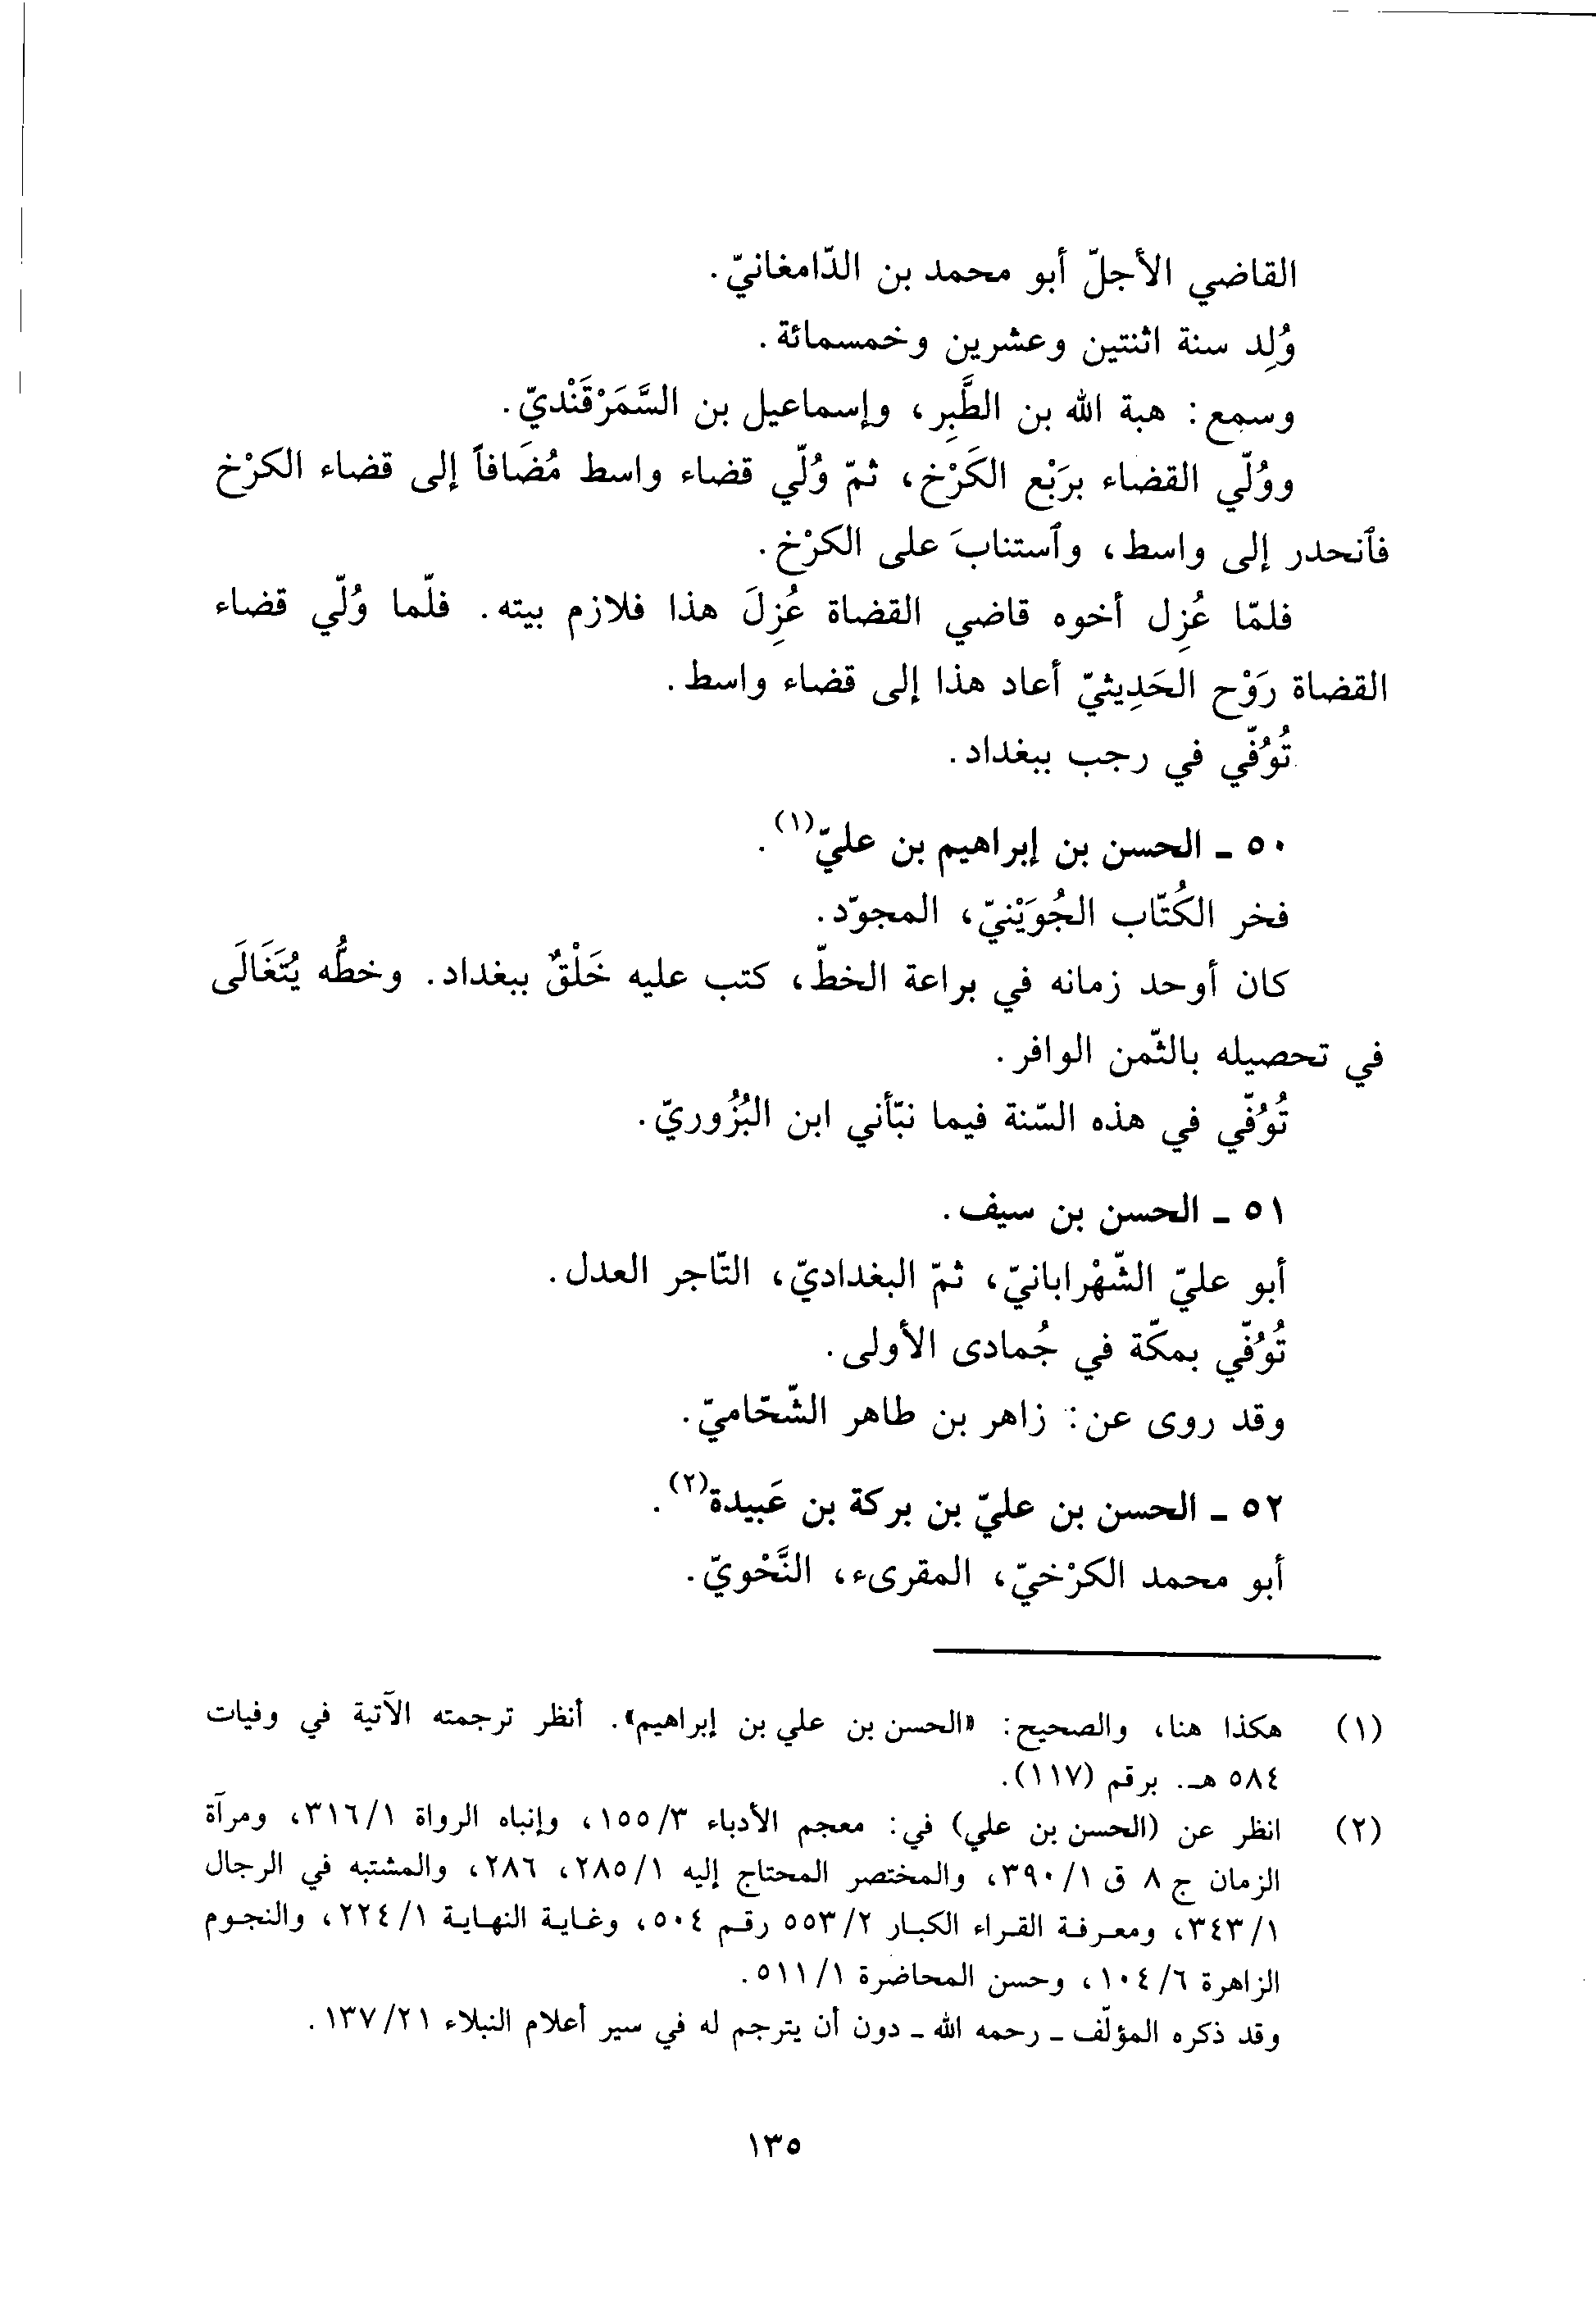 القاضي الأجلّ أبو محمد بن الدّامغانيّ.
وُلِد سنة اثنتين وعشرين وخمسمائة.
وسمع: هبة الله بن الطَّبِر، وإسماعيل بن السَّمَرْقَنْديّ.
ووُلّي القضاء برَبْع الكَرْخ، ثمّ وُلّي قضاء واسط مُضَافاً إلى قضاء الكرْخ
فٱنحدر إلى واسط، وٱستنابَ على الكرْخ.
فلمّا عُزِل أخوه قاضي القضاة عُزِلَ هذا فلازم بيته. فلّما وُلّي قضاء
القضاة رَوْح الحَدِيثيّ أعاد هذا إلى قضاء واسط.
تُوُفّي في رجب ببغداد.
٥٠ ـ الحسن بن إبراهيم بن عليّ(١).
فخر الكُتّاب الجُوَيْنيّ، المجوّد.
كان أوحد زمانه في براعة الخطّ، كتب عليه خَلْقٌ ببغداد. وخطُّه يُتَغَالَى
في تحصيله بالثّمن الوافر.
تُوُفّي في هذه السّنة فيما نبّأني ابن البُزُوريّ.
٥١ ـ الحسن بن سيف.
أبو عليّ الشّهْرابانيّ، ثمّ البغداديّ، التّاجر العدل.
تُوُفّي بمكّة في جُمادى الأولى.
وقد روى عن: زاهر بن طاهر الشّحّاميّ.
٥٢ ـ الحسن بن عليّ بن بركة بن عَبيدة(٢).
أبو محمد الكرْخيّ، المقرىء، النَّحْويّ.
(١) هكذا هنا، والصحيح: «الحسن بن علي بن إبراهيم». أنظر ترجمته الآتية في وفيات
٥٨٤ هـ. برقم (١١٧).
(٢) انظر عن (الحسن بن علي) في: معجم الأدباء ١٥٥/٣، وإنباه الرواة ٣١٦/١، ومرآة
الزمان ج ٨ ق ٣٩٠/١، والمختصر المحتاج إليه ٢٨٥/١، ٢٨٦، والمشتبه في الرجال
٣٤٣/١، ومعرفة القراء الكبار ٥٥٣/٢ رقم ٥٠٤، وغاية النهاية ٢٢٤/١، والنجوم
الزاهرة ١٠٤/٦، وحسن المحاضرة ٥١١/١.
وقد ذكره المؤلّف ـ رحمه الله ـ دون أن يترجم له في سير أعلام النبلاء ١٣٧/٢١.
١٣٥